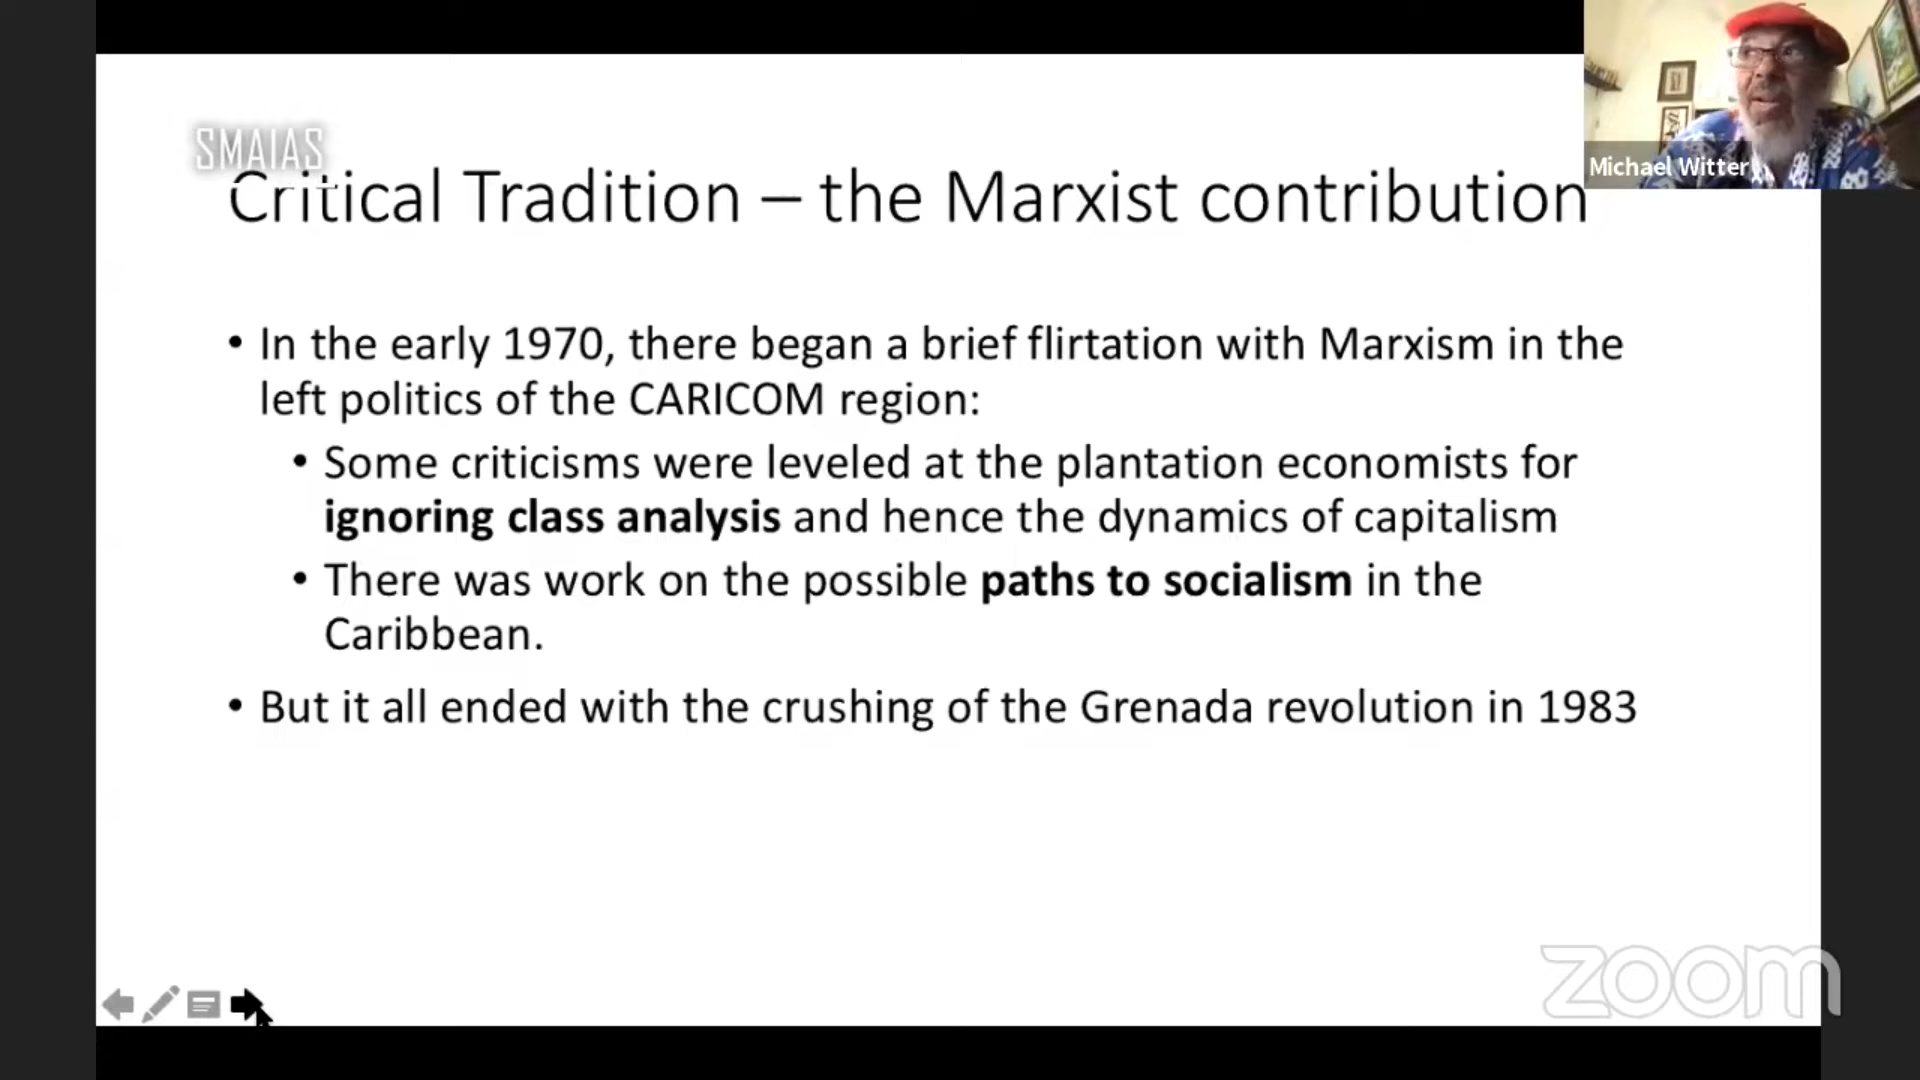 SMAIAS
Critical Tradition – the Marxist contribution
Michael Witter
• In the early 1970, there began a brief flirtation with Marxism in the
left politics of the CARICOM region:
• Some criticisms were leveled at the plantation economists for
ignoring class analysis and hence the dynamics of capitalism
• There was work on the possible paths to socialism in the
Caribbean.
• But it all ended with the crushing of the Grenada revolution in 1983
zoom